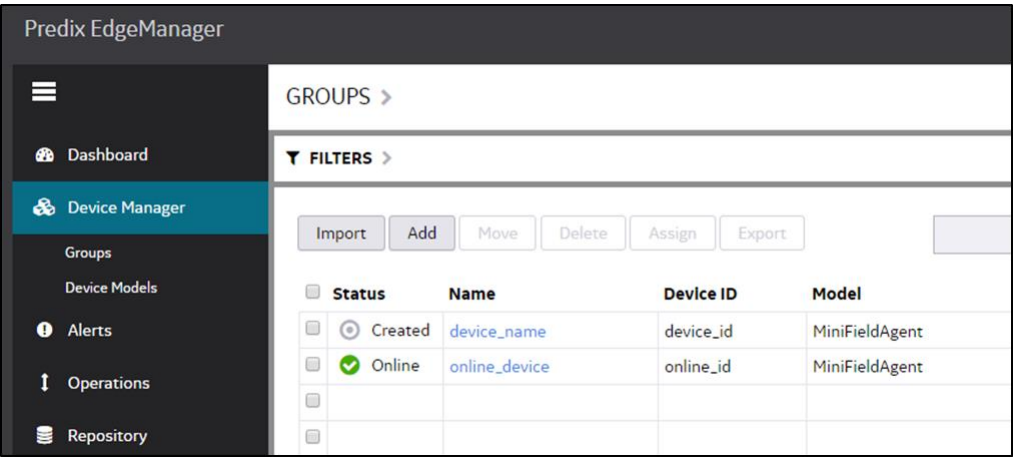 Predix EdgeManager
GROUPS >
Dashboard
FILTERS >
Device Manager
Import Add Move Delete Assign Export
Groups
Device Models
Status Name Device ID Model
Alerts
Created device_name device_id MiniFieldAgent
Online online_device online_id MiniFieldAgent
Operations
Repository